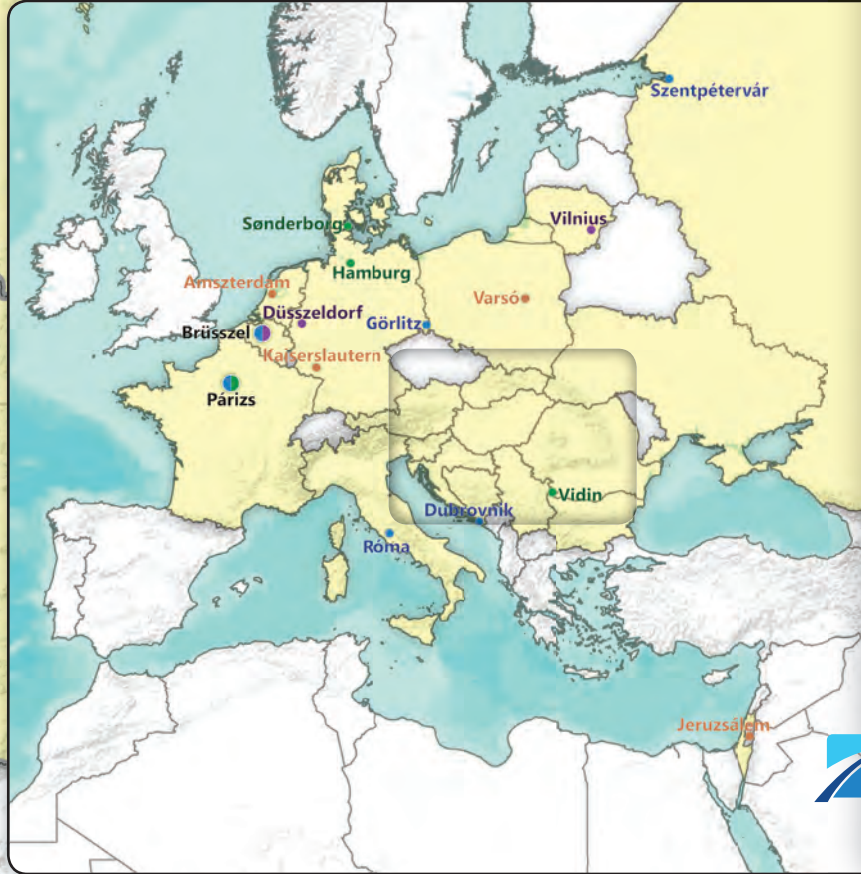 Szentpétervár
Vilnius
Sønderborg
Hamburg
Amszterdam
Varsó
Düsszeldorf
Görlitz
Brüsszel
Kaiserslautern
Párizs
Vidin
Dubrovnik
Róma
Jeruzsálem